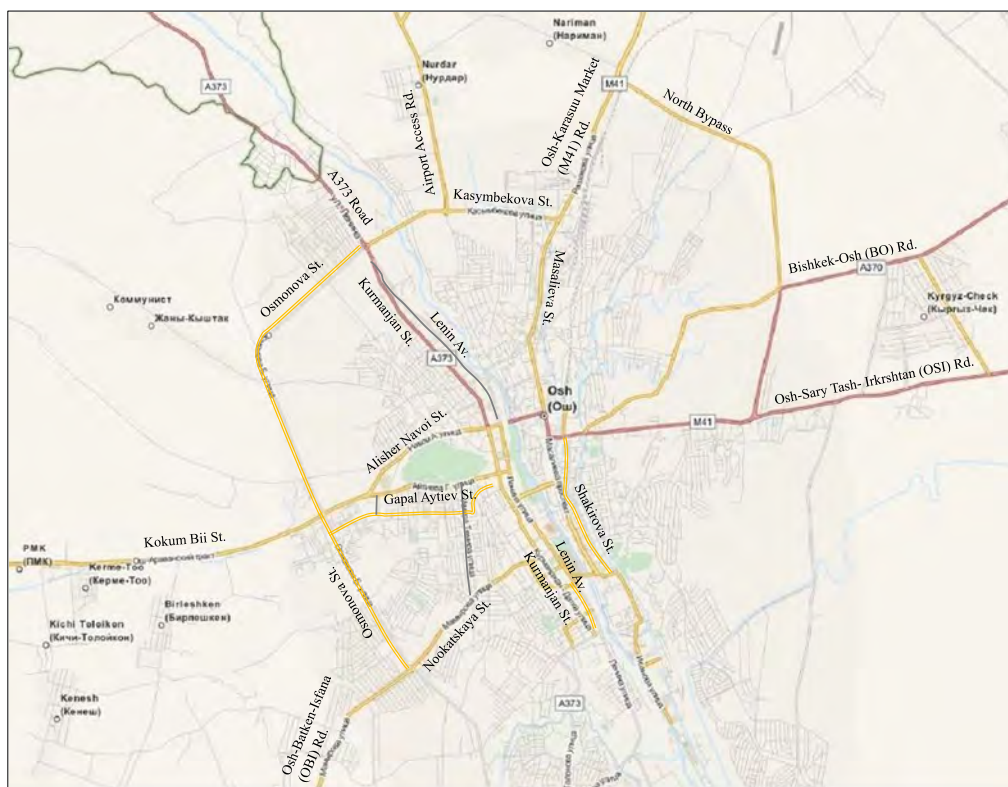 Nariman
(Нариман)
Nurdar
(Нурдар)
A373
M41
Airport Access Rd.
Osh-Karasuu Market
(M41) Rd.
North Bypass
A373 Road
Kasymbekova St.
Bishkek-Osh (BO) Rd.
A370
Коммунист
Жаны-Кыштак
Osmonova St.
Kurmanjan St.
Lenin Av.
Masalieva St.
Kyrgyz-Check
(Кыргыз-Чек)
A373
Osh
(Ош)
Osh-Sary Tash- Irkrshtan (OSI) Rd.
M41
Alisher Navoi St.
Gapal Aytiev St.
Shakirova St.
Kokum Bii St.
РМК
(ПМК)
Kerme-Too
(Керме-Тоо)
Osmonova St.
Lenin Av.
Kurmanjan St.
Birleshken
(Бирлешкен)
Kichi Toloikon
(Кичи-Толойкон)
Nookatskaya St.
Kenesh
(Кенеш)
Osh-Batken-Isfana
(OBI) Rd.
A373